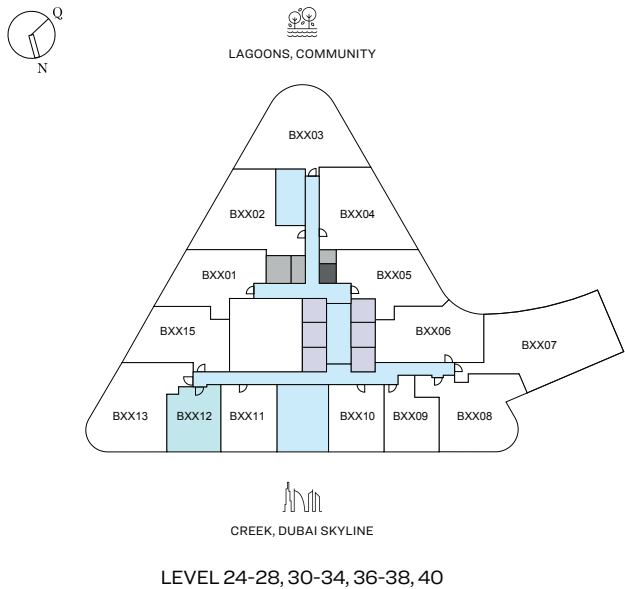 Q
N
LAGOONS, COMMUNITY
BXX03
BXX02
BXX04
BXX01
BXX05
BXX15
BXX06
BXX07
BXX13
BXX12
BXX11
BXX10
BXX09
BXX08
CREEK, DUBAI SKYLINE
LEVEL 24-28, 30-34, 36-38, 40